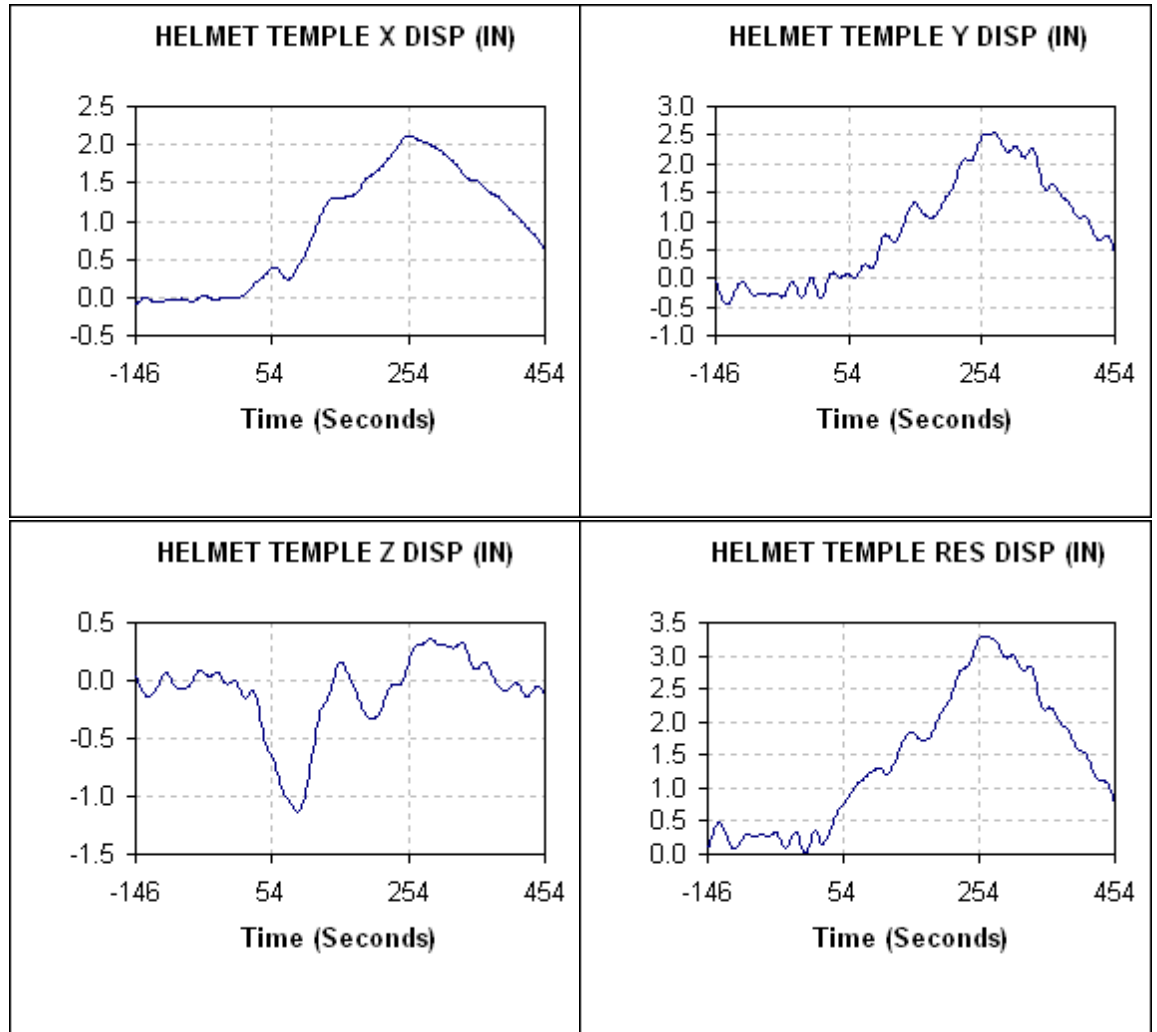 HELMET TEMPLE X DISP (IN)
2.5
2.0
1.5
1.0
0.5
0.0
-0.5
-146 54 254 454
Time (Seconds)
HELMET TEMPLE Y DISP (IN)
3.0
2.5
2.0
1.5
1.0
0.5
0.0
-0.5
-1.0
-146 54 254 454
Time (Seconds)
HELMET TEMPLE Z DISP (IN)
0.5
0.0
-0.5
-1.0
-1.5
-146 54 254 454
Time (Seconds)
HELMET TEMPLE RES DISP (IN)
3.5
3.0
2.5
2.0
1.5
1.0
0.5
0.0
-146 54 254 454
Time (Seconds)